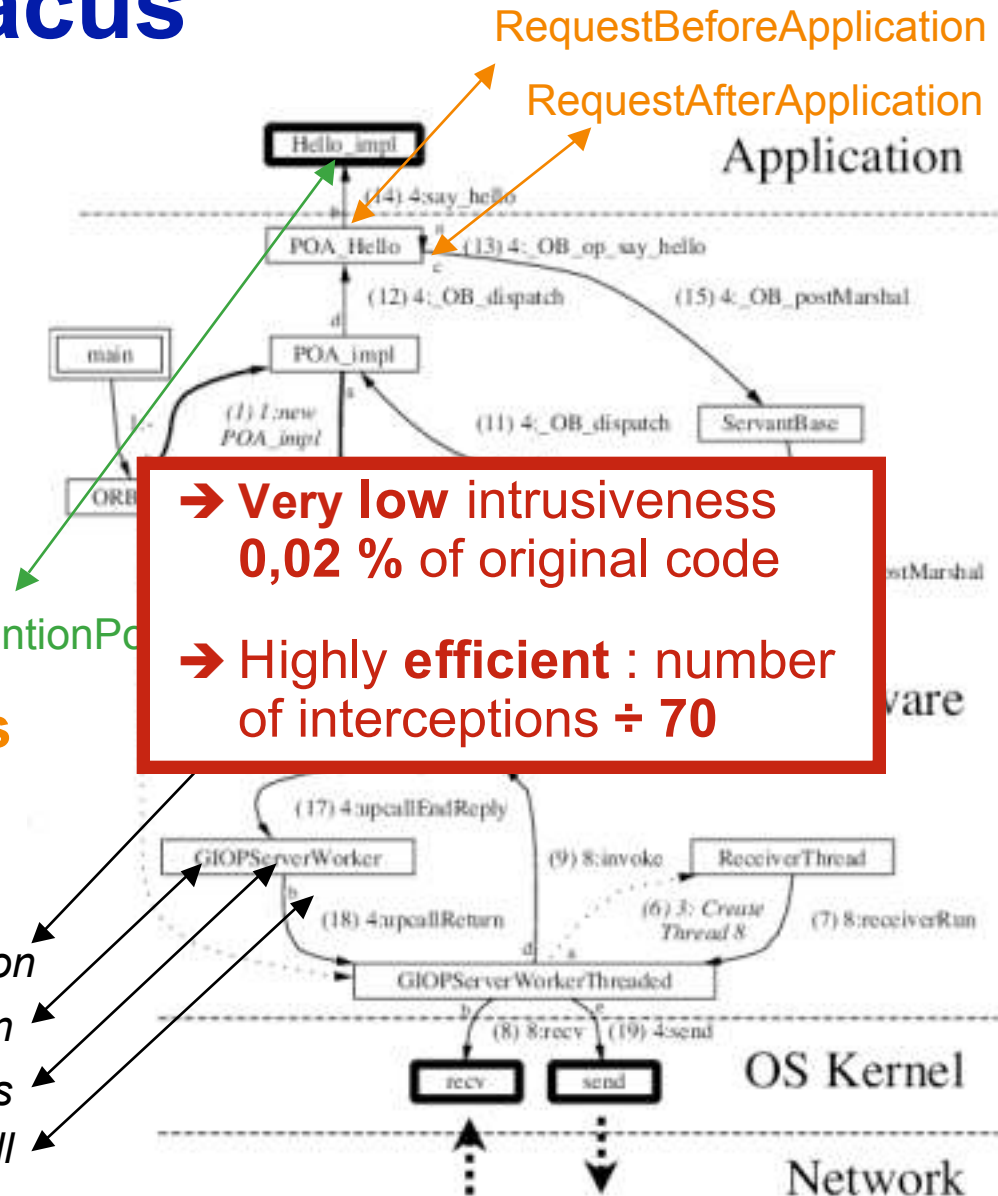 acus
RequestBeforeApplication
RequestAfterApplication
Hello_impl
Application
(14) 4:say_hello
b
a
POA_Hello
(13) 4:_OB_op_say_hello
c
(12) 4:_OB_dispatch
(15) 4:_OB_postMarshal
d
main
POA_impl
a
(1) 1:new
POA_impl
(11) 4:_OB_dispatch
ServantBase
ORB
➔ Very low intrusiveness
0,02 % of original code
ostMarshal
ntionPo
➔ Highly efficient : number
of interceptions ÷ 70
ware
s
(17) 4:upcallEndReply
GIOPServerWorker
(9) 8:invoke
ReceiverThread
b
(18) 4:upcallReturn
(6) 3: Create
Thread 8
(7) 8:receiverRun
on
d
a
GIOPServerWorkerThreaded
n
b
e
(8) 8:recv
(19) 4:send
s
recv
send
OS Kernel
ll
Network